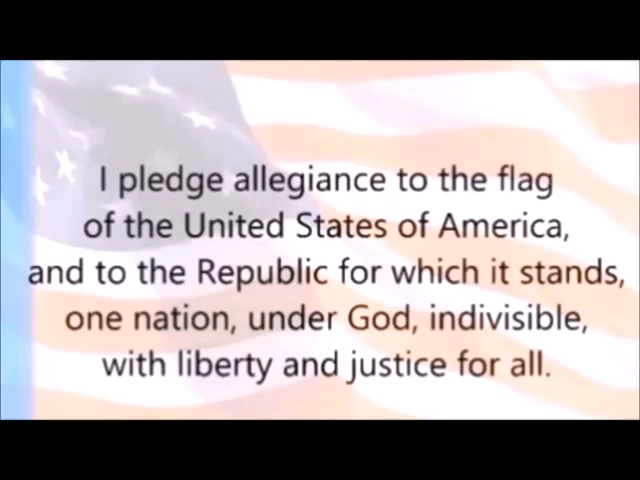 I pledge allegiance to the flag
of the United States of America,
and to the Republic for which it stands,
one nation, under God, indivisible,
with liberty and justice for all.